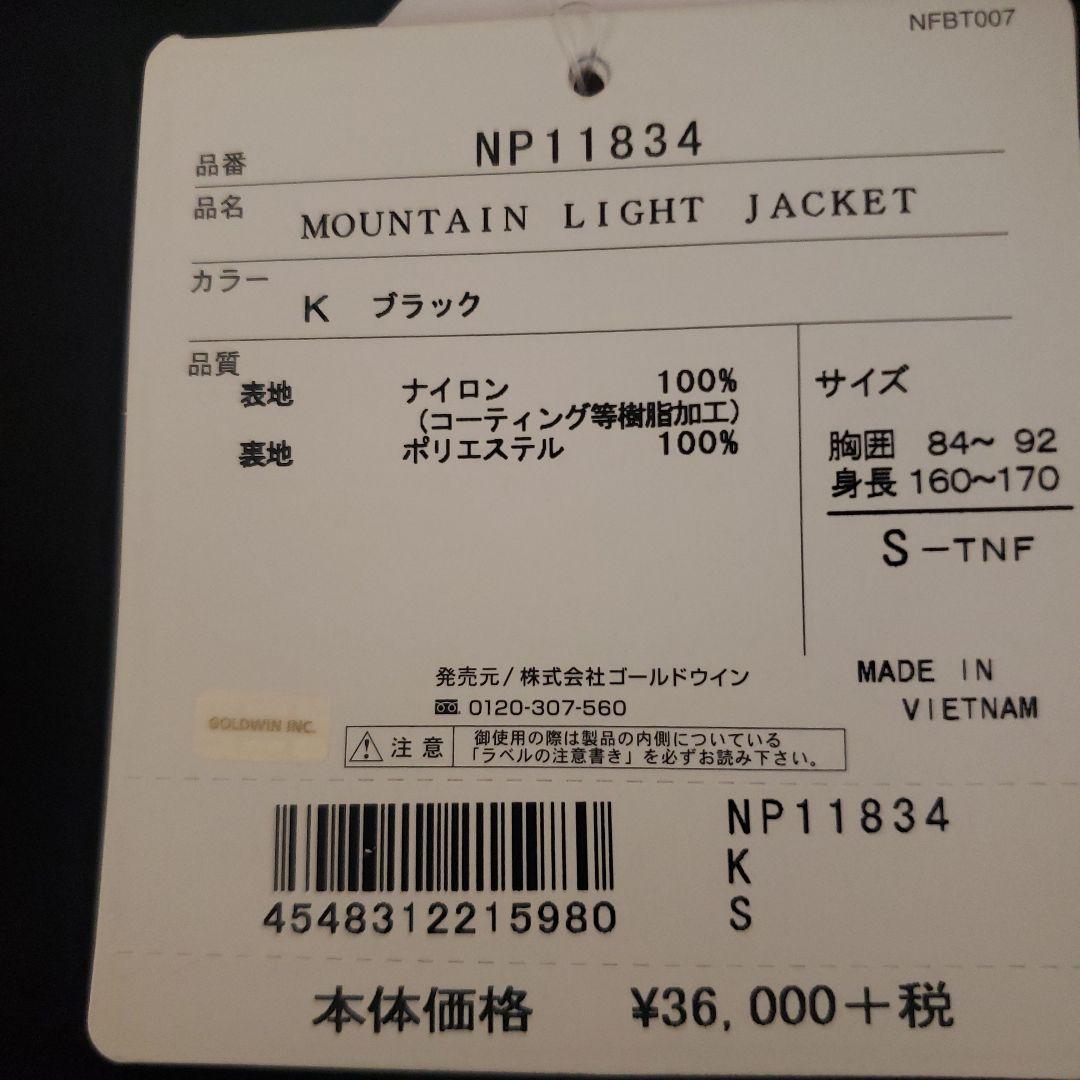 NFBT007
品番 NP11834
品名 MOUNTAIN LIGHT JACKET
カラー K ブラック
品質
表地 ナイロン 100%
(コーティング等樹脂加工)
裏地 ポリエステル 100%
サイズ
胸囲 84~ 92
身長 160~170
S-TNF
MADE IN
VIETNAM
発売元/株式会社ゴールドウイン
0120-307-560
GOLDWIN INC.
注意 御使用の際は製品の内側についている
「ラベルの注意書き」を必ずお読み下さい。
4548312215980
NP11834
K
S
本体価格 ¥36,000+税